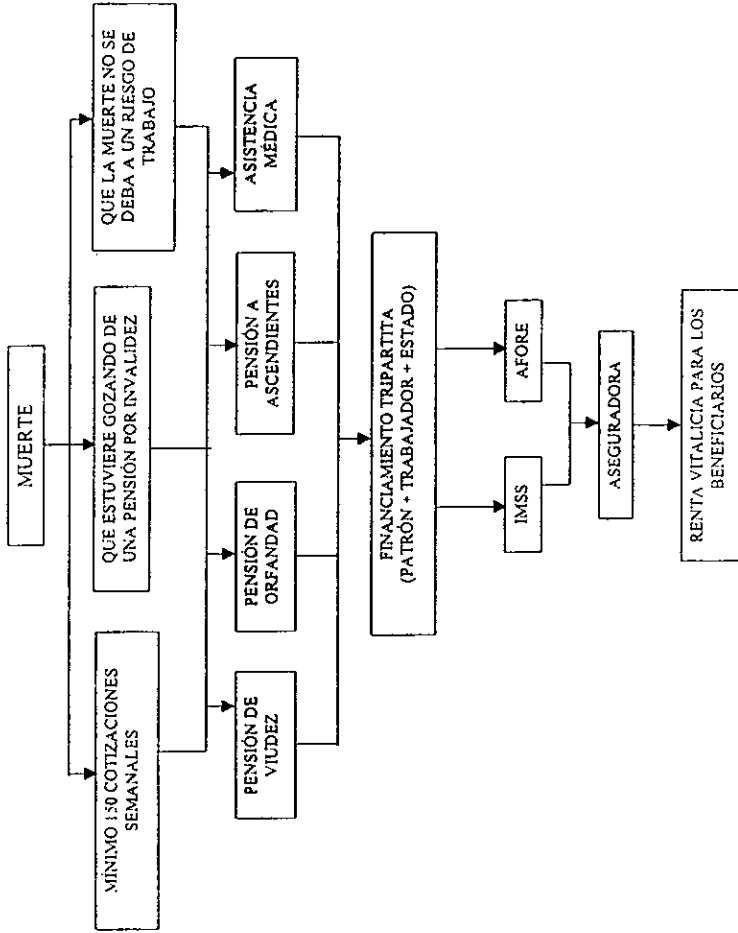 MUERTE
MÍNIMO 150 COTIZACIONES
SEMANALES
QUE ESTUVIERE GOZANDO DE
UNA PENSIÓN POR INVALIDEZ
QUE LA MUERTE NO SE
DEBA A UN RIESGO DE
TRABAJO
PENSIÓN DE
VIUDEZ
PENSIÓN DE
ORFANDAD
PENSIÓN A
ASCENDIENTES
ASISTENCIA
MÉDICA
FINANCIAMIENTO TRIPARTITA
(PATRÓN + TRABAJADOR + ESTADO)
IMSS
AFORE
ASEGURADORA
RENTA VITALICIA PARA LOS
BENEFICIARIOS